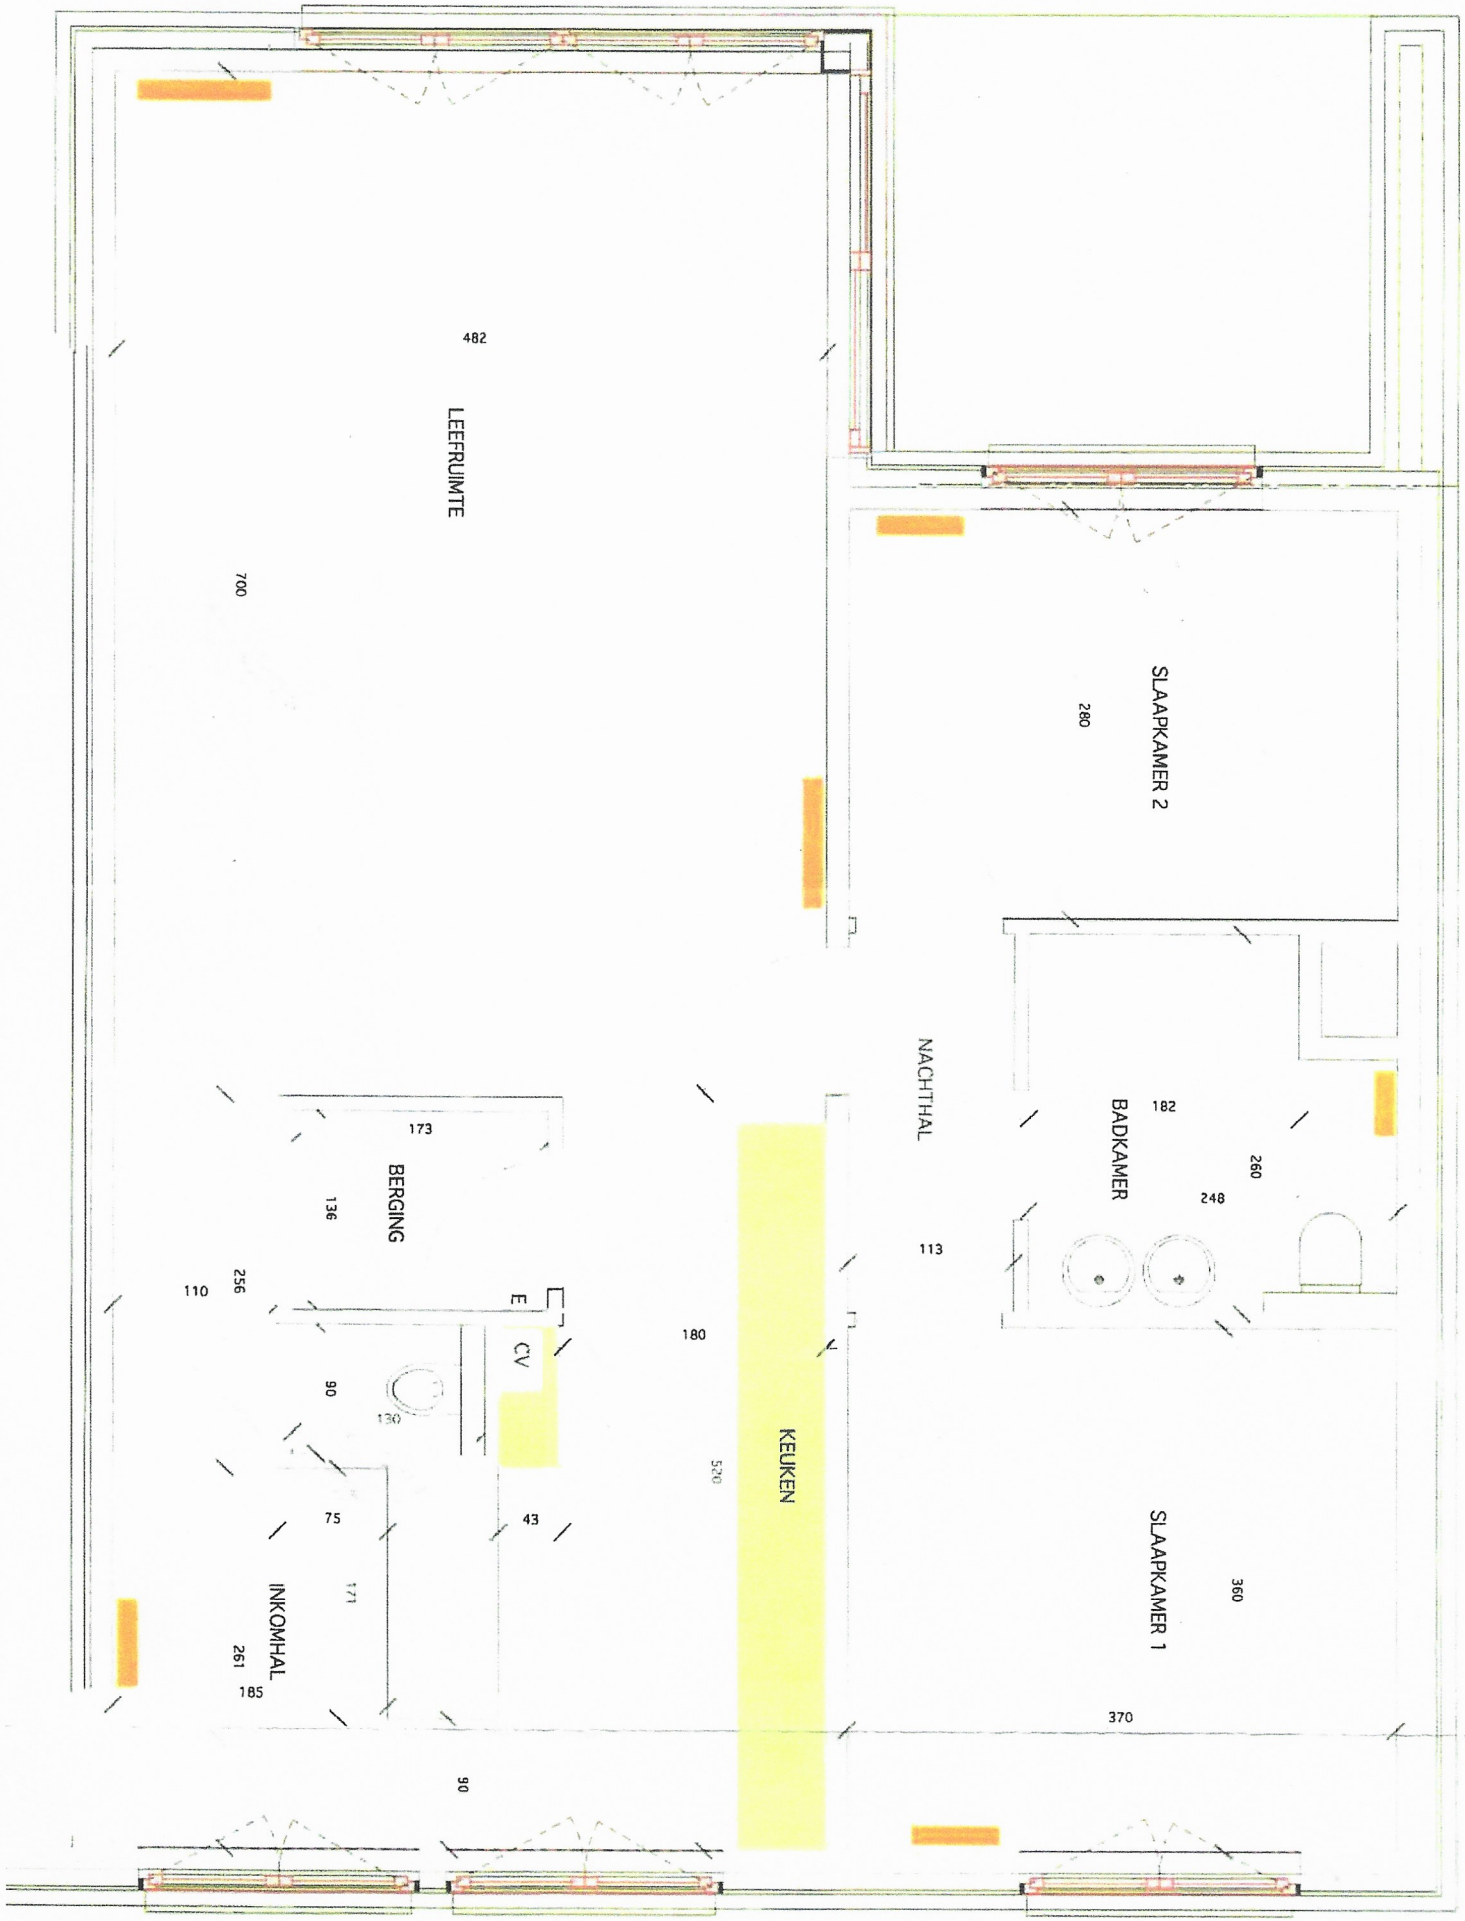 482
LEEFRUIMTE
700
SLAAPKAMER 2
280
NACHTHAL
173
BERGING
136
BADKAMER
182
260
248
113
110
256
E
CV
180
90
130
KEUKEN
520
75
43
171
INKOMHAL
261
185
SLAAPKAMER 1
360
370
90